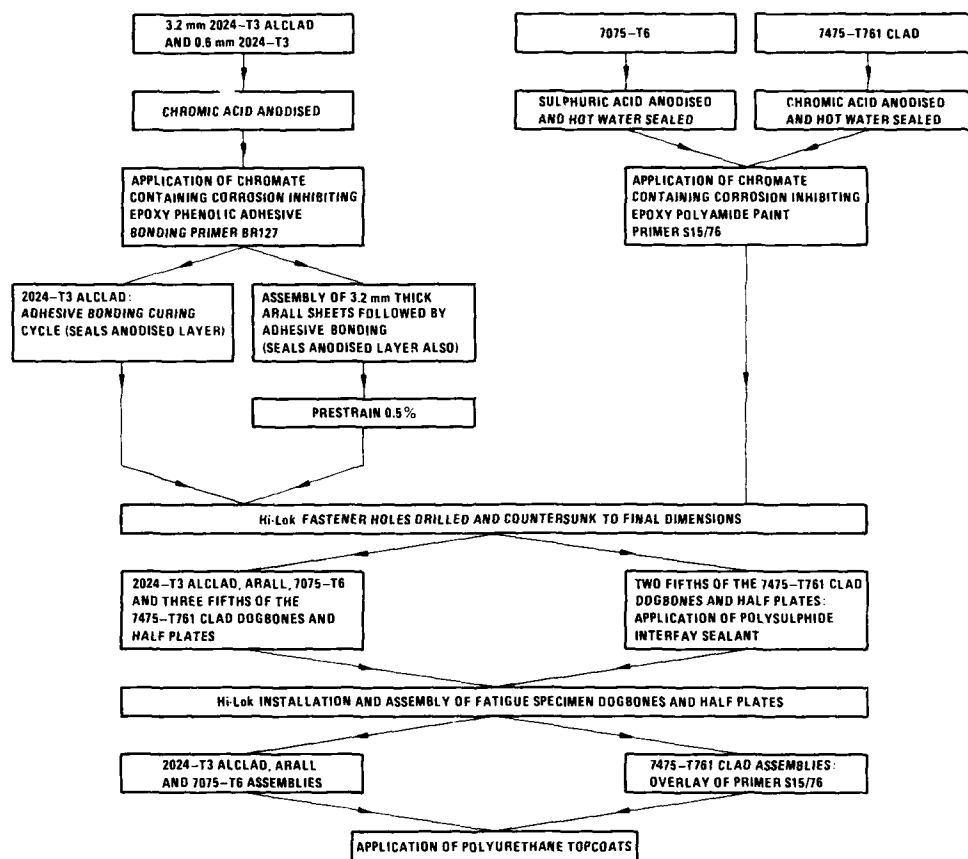 3.2 mm 2024-T3 ALCLAD
AND 0.6 mm 2024-T3
7075-T6
7475-T761 CLAD
CHROMIC ACID ANODISED
SULPHURIC ACID ANODISED
AND HOT WATER SEALED
CHROMIC ACID ANODISED
AND HOT WATER SEALED
APPLICATION OF CHROMATE
CONTAINING CORROSION INHIBITING
EPOXY PHENOLIC ADHESIVE
BONDING PRIMER BR127
APPLICATION OF CHROMATE
CONTAINING CORROSION INHIBITING
EPOXY POLYAMIDE PAINT
PRIMER S15/76
2024-T3 ALCLAD:
ADHESIVE BONDING CURING
CYCLE (SEALS ANODISED LAYER)
ASSEMBLY OF 3.2 mm THICK
ARALL SHEETS FOLLOWED BY
ADHESIVE BONDING
(SEALS ANODISED LAYER ALSO)
PRESTRAIN 0.5%
Hi-Lok FASTENER HOLES DRILLED AND COUNTERSUNK TO FINAL DIMENSIONS
2024-T3 ALCLAD, ARALL, 7075-T6
AND THREE FIFTHS OF THE
7475-T761 CLAD DOGBONES AND
HALF PLATES
TWO FIFTHS OF THE 7475-T761 CLAD
DOGBONES AND HALF PLATES:
APPLICATION OF POLYSULPHIDE
INTERFAY SEALANT
Hi-Lok INSTALLATION AND ASSEMBLY OF FATIGUE SPECIMEN DOGBONES AND HALF PLATES
2024-T3 ALCLAD, ARALL
AND 7075-T6 ASSEMBLIES
7475-T761 CLAD ASSEMBLIES:
OVERLAY OF PRIMER S15/76
APPLICATION OF POLYURETHANE TOPCOATS